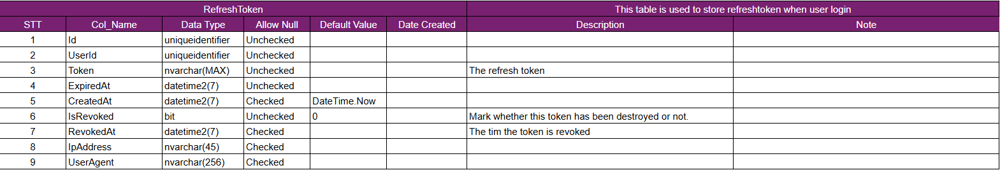 RefreshToken This table is used to store refreshtoken when user login
STT Col_Name Data Type Allow Null Default Value Date Created Description Note
1 Id uniqueidentifier Unchecked
2 UserId uniqueidentifier Unchecked
3 Token nvarchar(MAX) Unchecked The refresh token
4 ExpiredAt datetime2(7) Unchecked
5 CreatedAt datetime2(7) Checked DateTime.Now
6 IsRevoked bit Unchecked 0 Mark whether this token has been destroyed or not.
7 RevokedAt datetime2(7) Checked The tim the token is revoked
8 IpAddress nvarchar(45) Checked
9 UserAgent nvarchar(256) Checked